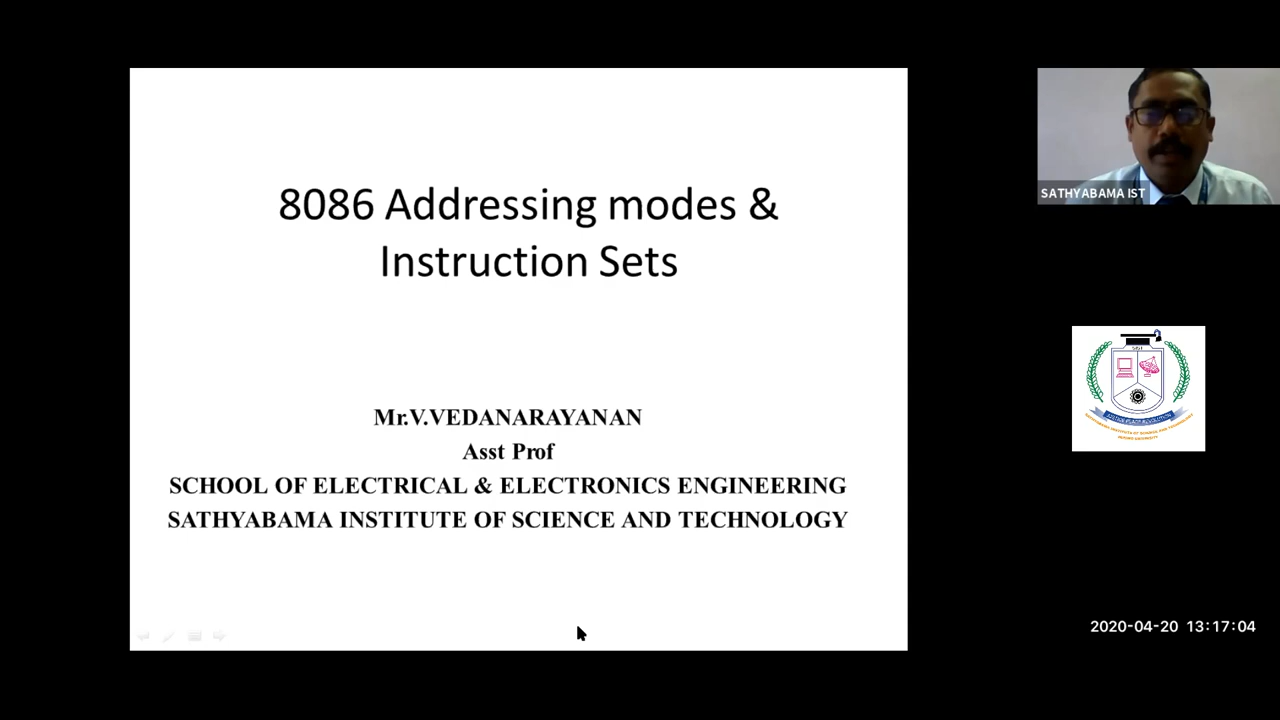 8086 Addressing modes &
Instruction Sets
Mr.V.VEDANARAYANAN
Asst Prof
SCHOOL OF ELECTRICAL & ELECTRONICS ENGINEERING
SATHYABAMA INSTITUTE OF SCIENCE AND TECHNOLOGY
SATHYABAMA IST
2020-04-20 13:17:04